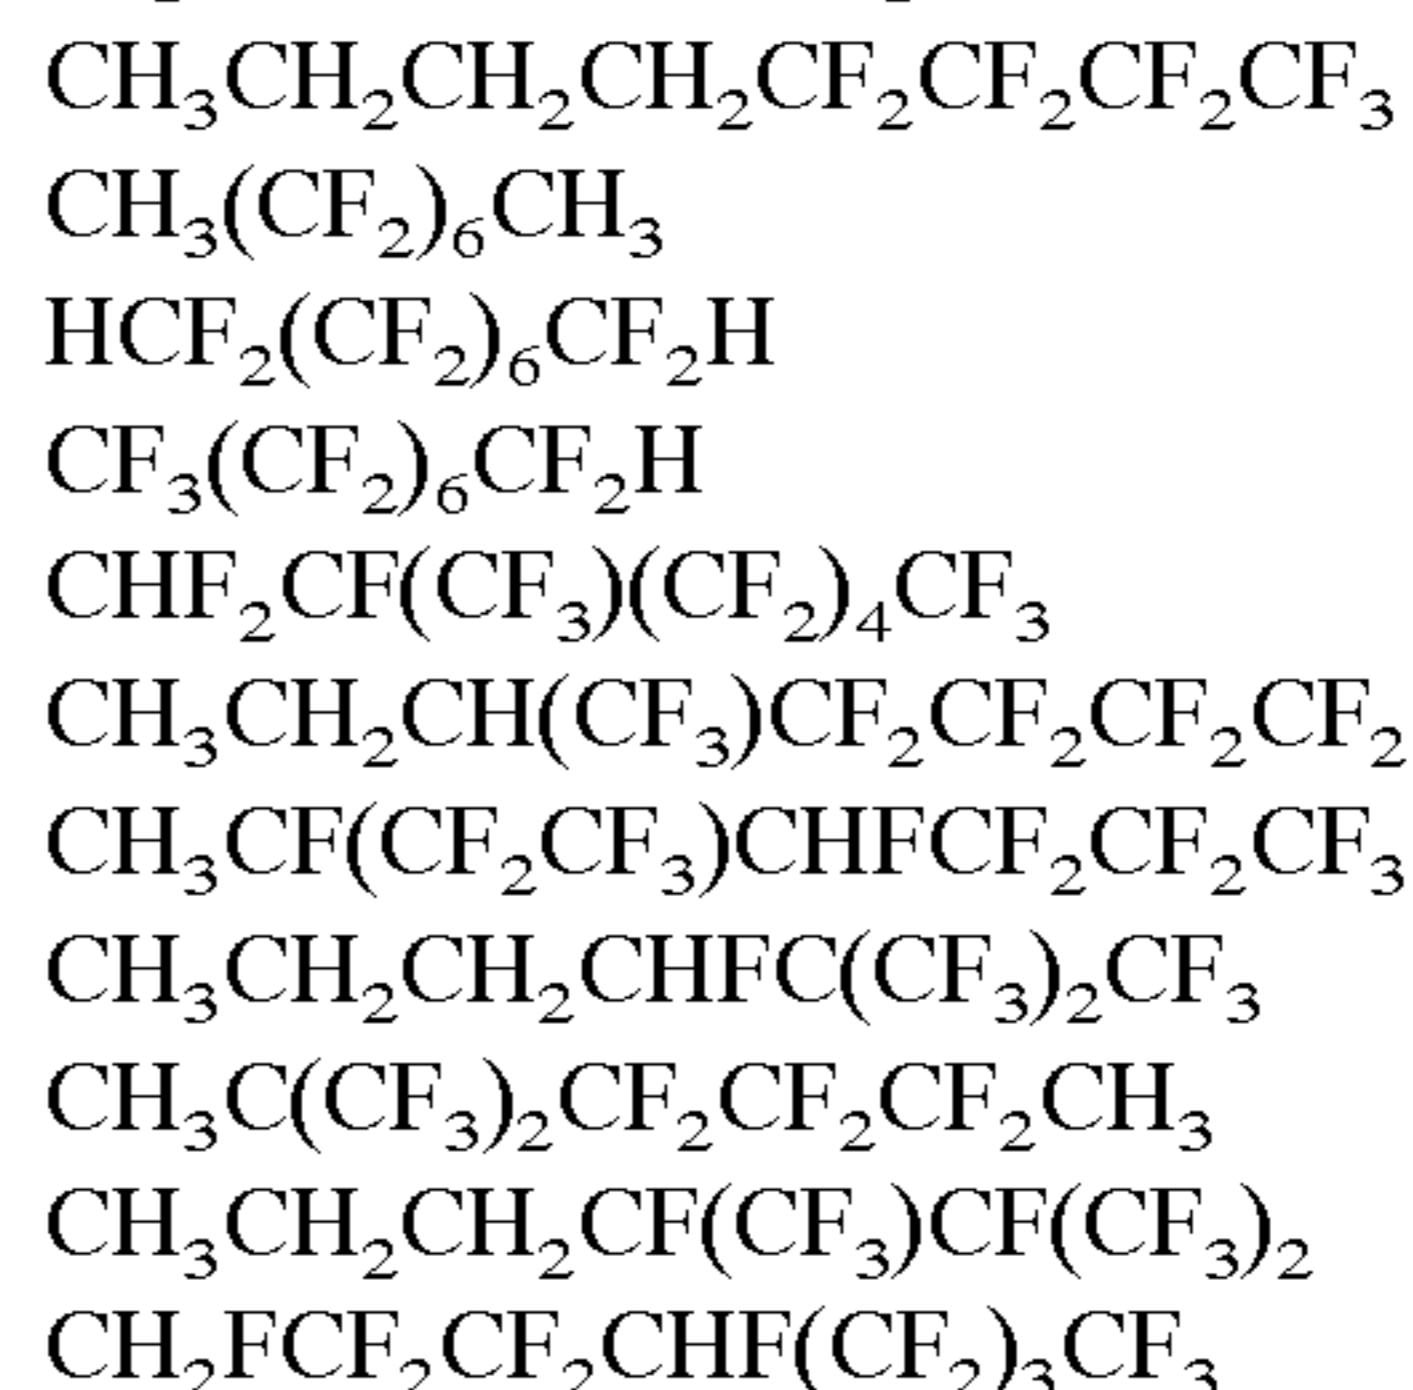 CH₃CH₂CH₂CH₂CF₂CF₂CF₂CF₃
CH₃(CF₂)₆CH₃
HCF₂(CF₂)₆CF₂H
CF₃(CF₂)₆CF₂H
CHF₂CF(CF₃)(CF₂)₄CF₃
CH₃CH₂CH(CF₃)CF₂CF₂CF₂CF₂
CH₃CF(CF₂CF₃)CHFCF₂CF₂CF₃
CH₃CH₂CH₂CHFC(CF₃)₂CF₃
CH₃C(CF₃)₂CF₂CF₂CF₂CH₃
CH₃CH₂CH₂CF(CF₃)CF(CF₃)₂
CH₂FCF₂CF₂CHF(CF₂)₃CF₃